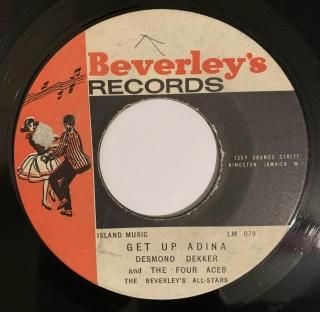 Beverley's
RECORDS
135A ORANGE STREET
KINGSTON, JAMAICA W
ISLAND MUSIC
LM 079
GET UP ADINA
DESMOND DEKKER
and THE FOUR ACES
THE BEVERLEY'S ALL-STARS